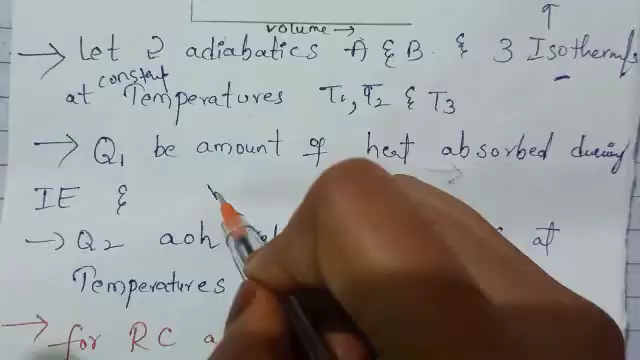 volume →
→ Let 2 adiabatics A & B & 3 Isothermals
constant
at Temperatures T1, T2 & T3
→ Q1 be amount of heat absorbed during
IE &
→ Q2 aoh at
Temperatures
→ for RC